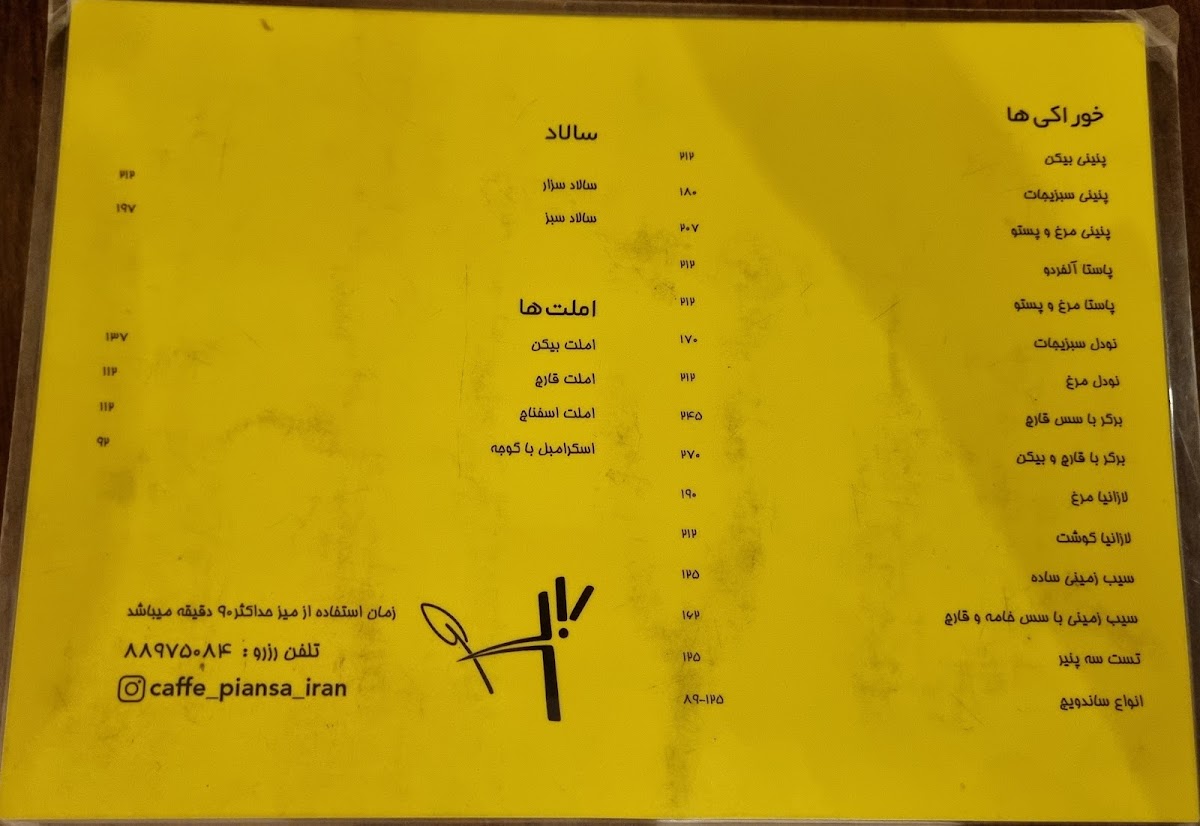 خوراکی ها
پنینی بیکن ۲۱۲
پنینی سبزیجات ۱۸۰
پنینی مرغ و پستو ۲۰۷
پاستا آلفردو ۲۱۲
پاستا مرغ و پستو ۲۱۲
نودل سبزیجات ۱۷۰
نودل مرغ ۲۱۲
برگر با سس قارچ ۲۴۵
برگر با قارچ و بیکن ۲۷۰
لازانیا مرغ ۱۹۰
لازانیا گوشت ۲۱۲
سیب زمینی ساده ۱۲۵
سیب زمینی با سس خامه و قارچ ۱۶۲
تست سه پنیر ۱۲۵
انواع ساندویچ ۸۹-۱۲۵
سالاد
سالاد سزار ۲۱۲
سالاد سبز ۱۹۷
املت ها
املت بیکن ۱۳۷
املت قارچ ۱۱۲
املت اسفناج ۱۱۲
اسکرامبل با گوجه ۹۲
زمان استفاده از میز حداکثر۹۰ دقیقه میباشد
تلفن رزرو : ۸۸۹۷۵۰۸۴
caffe_piansa_iran